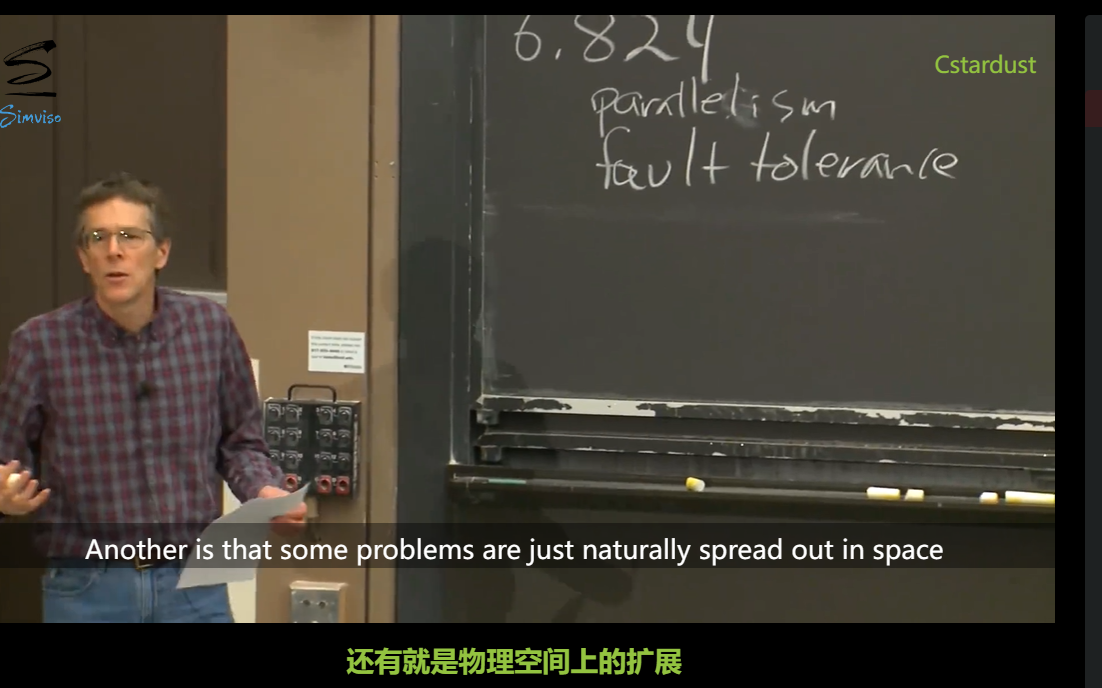 6.824
Cstardust
parallelism
fault tolerance
Simviso
Another is that some problems are just naturally spread out in space
还有就是物理空间上的扩展